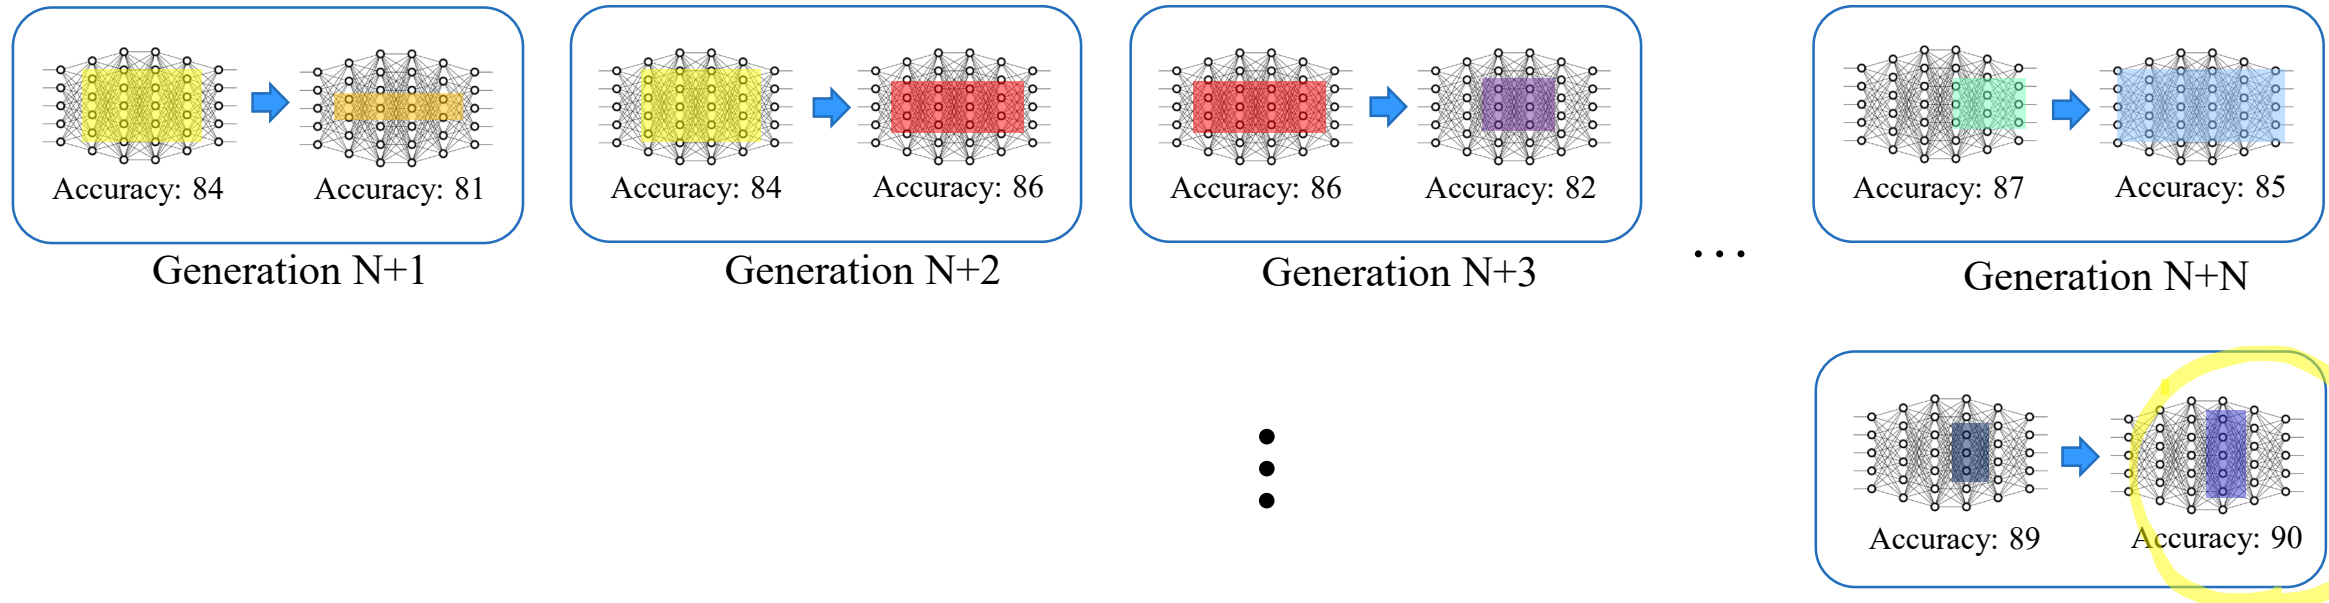 Accuracy: 84
Accuracy: 81
Generation N+1
Accuracy: 84
Accuracy: 86
Generation N+2
Accuracy: 86
Accuracy: 82
Generation N+3
...
Accuracy: 87
Accuracy: 85
Generation N+N
Accuracy: 89
Accuracy: 90